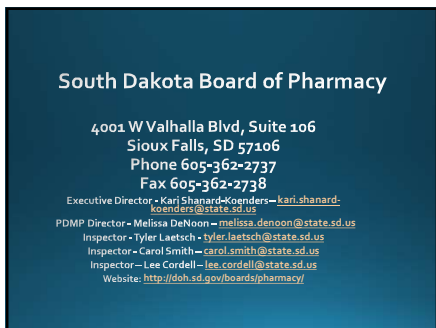 South Dakota Board of Pharmacy
4001 W Valhalla Blvd, Suite 106
Sioux Falls, SD 57106
Phone 605-362-2737
Fax 605-362-2738
Executive Director - Kari Shanard-Koenders – kari.shanard-
koenders@state.sd.us
PDMP Director - Melissa DeNoon – melissa.denoon@state.sd.us
Inspector - Tyler Laetsch - tyler.laetsch@state.sd.us
Inspector - Carol Smith – carol.smith@state.sd.us
Inspector – Lee Cordell – lee.cordell@state.sd.us
Website: http://doh.sd.gov/boards/pharmacy/